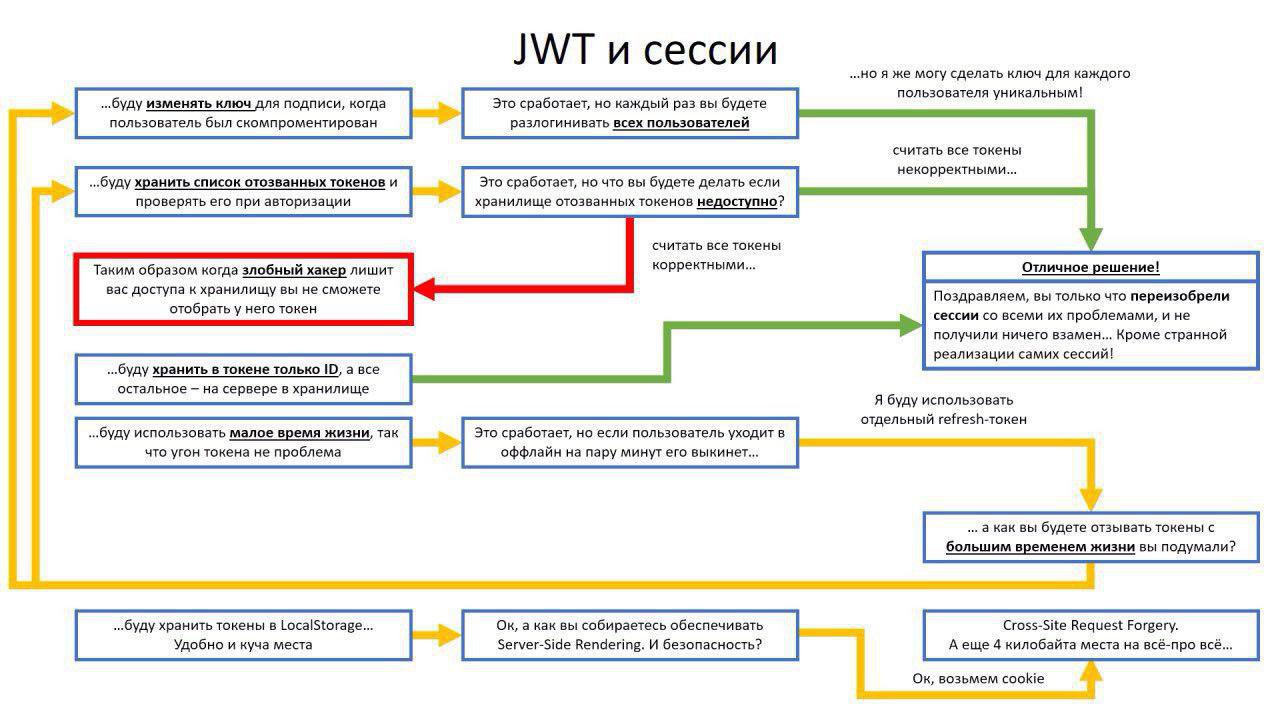 JWT и сессии
…но я же могу сделать ключ для каждого
пользователя уникальным!
…буду изменять ключ для подписи, когда
пользователь был скомпроментирован
Это сработает, но каждый раз вы будете
разлогинивать всех пользователей
считать все токены
некорректными…
…буду хранить список отозванных токенов и
проверять его при авторизации
Это сработает, но что вы будете делать если
хранилище отозванных токенов недоступно?
считать все токены
корректными…
Таким образом когда злобный хакер лишит
вас доступа к хранилищу вы не сможете
отобрать у него токен
Отличное решение!
Поздравляем, вы только что переизобрели
сессии со всеми их проблемами, и не
получили ничего взамен… Кроме странной
реализации самих сессий!
…буду хранить в токене только ID, а все
остальное – на сервере в хранилище
Я буду использовать
отдельный refresh-токен
…буду использовать малое время жизни, так
что угон токена не проблема
Это сработает, но если пользователь уходит в
оффлайн на пару минут его выкинет…
… а как вы будете отзывать токены с
большим временем жизни вы подумали?
…буду хранить токены в LocalStorage…
Удобно и куча места
Ок, а как вы собираетесь обеспечивать
Server-Side Rendering. И безопасность?
Cross-Site Request Forgery.
А еще 4 килобайта места на всё-про всё…
Ок, возьмем cookie